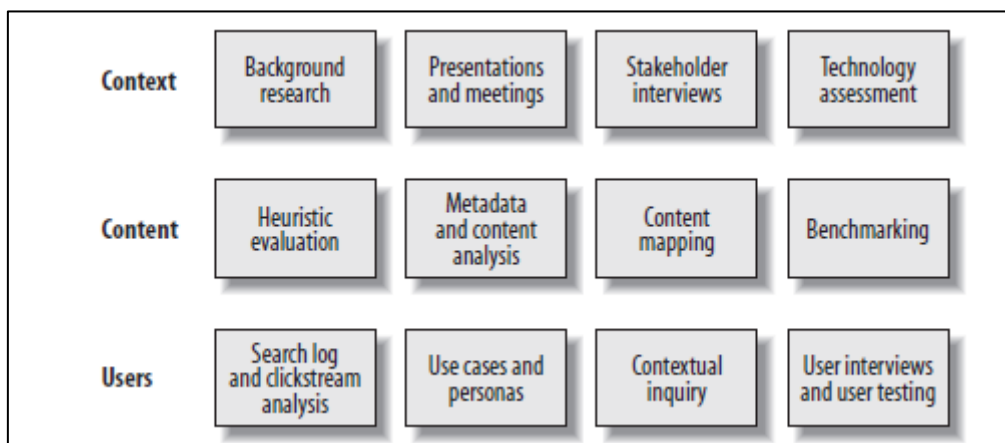 Context
Background
research
Presentations
and meetings
Stakeholder
interviews
Technology
assessment
Content
Heuristic
evaluation
Metadata
and content
analysis
Content
mapping
Benchmarking
Users
Search log
and clickstream
analysis
Use cases and
personas
Contextual
inquiry
User interviews
and user testing